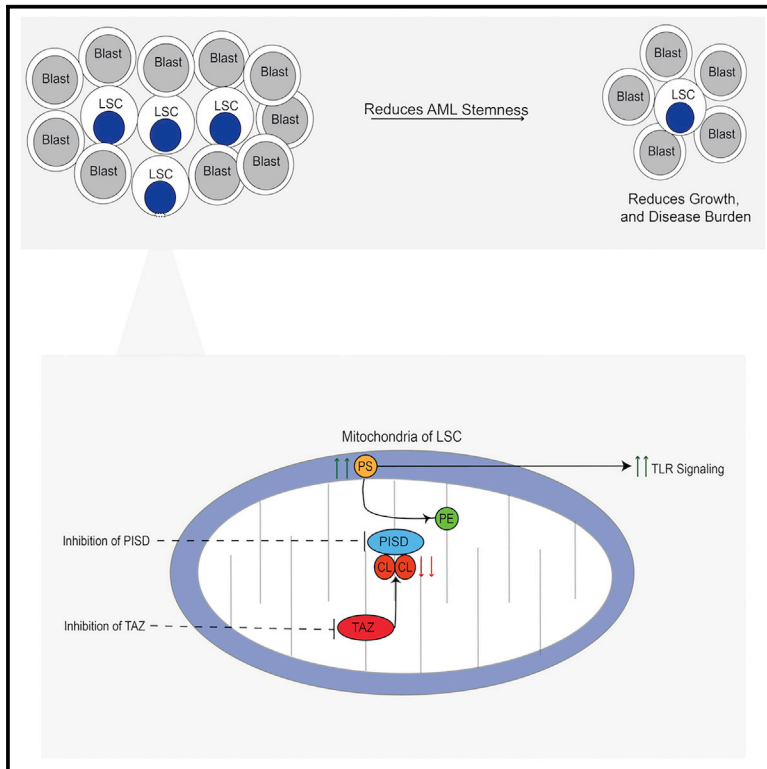 Blast
Blast
Blast
Blast
Blast
LSC
LSC
LSC
Blast
Blast
Blast
LSC
Blast
Blast
Reduces AML Stemness
Blast
Blast
Blast
LSC
Blast
Blast
Reduces Growth,
and Disease Burden
Mitochondria of LSC
↑↑ PS
↑↑ TLR Signaling
PE
Inhibition of PISD
PISD
CL CL ↓↓
Inhibition of TAZ
TAZ